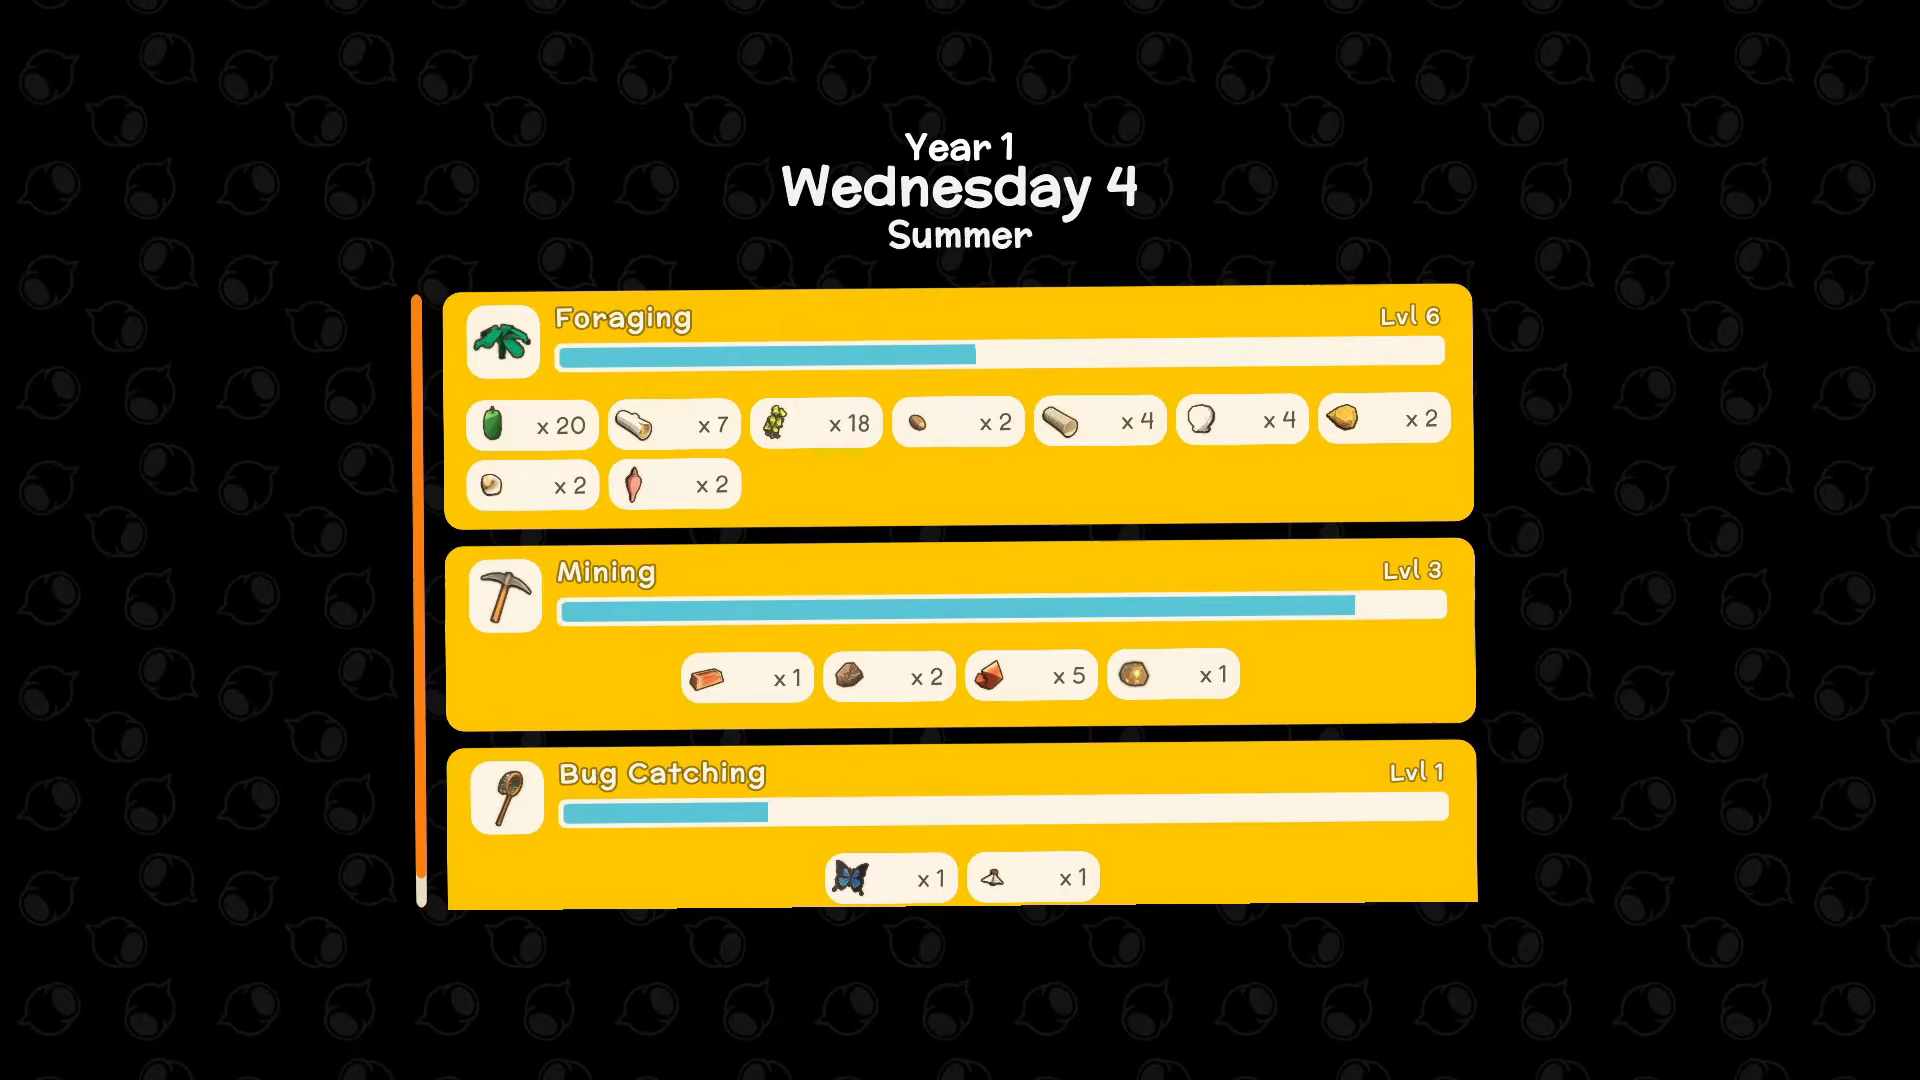 Year 1
Wednesday 4
Summer
Foraging Lvl 6
x 20 x 7 x 18 x 2 x 4 x 4 x 2
x 2 x 2
Mining Lvl 3
x 1 x 2 x 5 x 1
Bug Catching Lvl 1
x 1 x 1